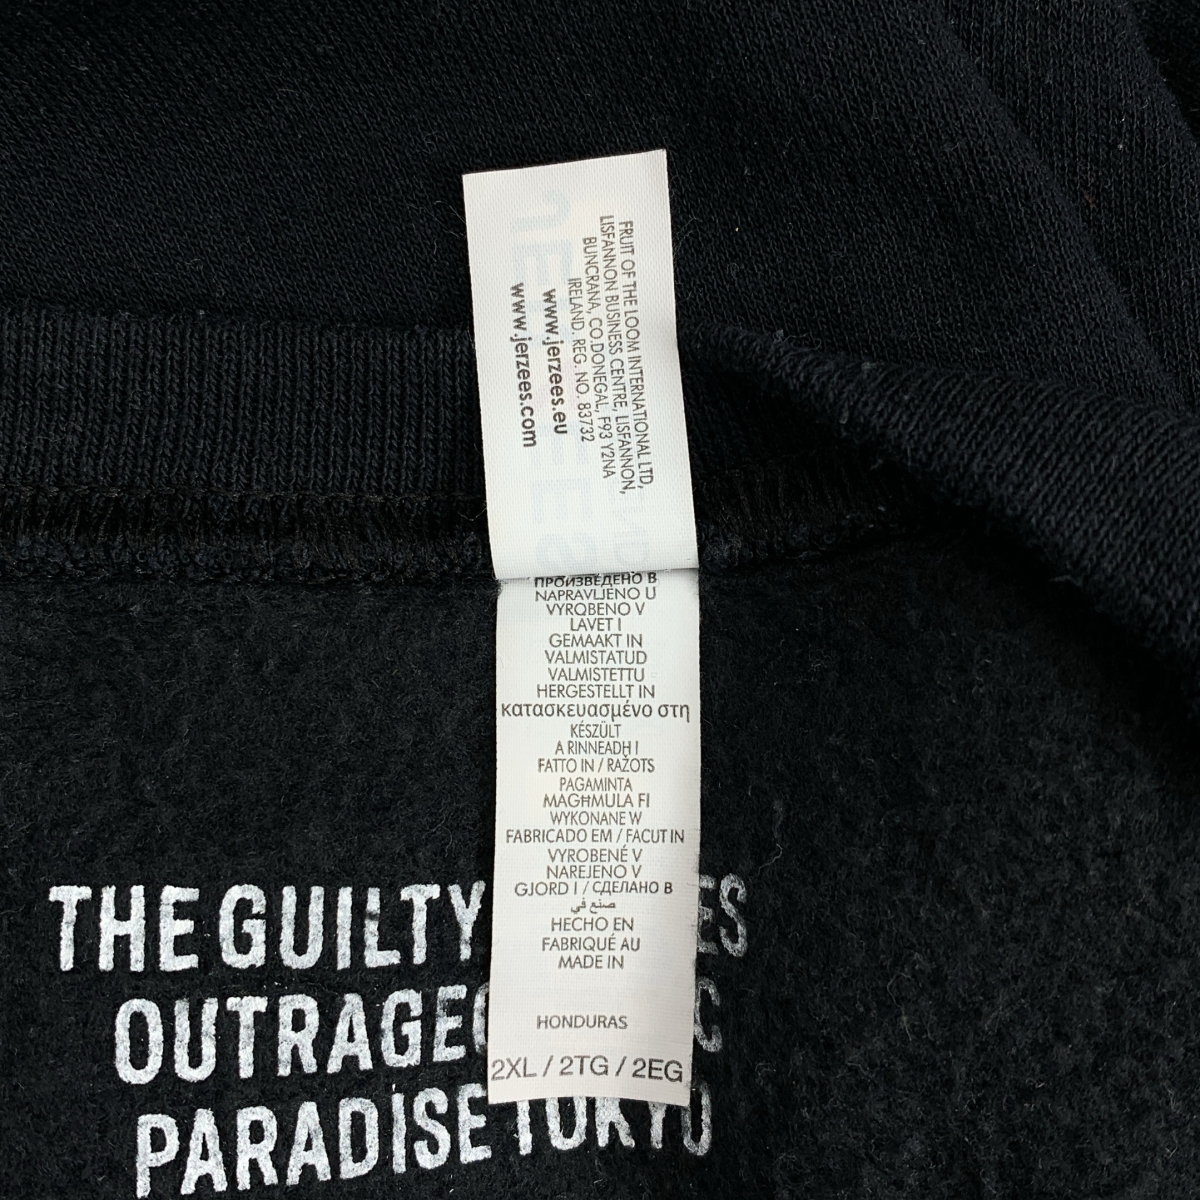 FRUIT OF THE LOOM INTERNATIONAL LTD,
LISFANNON BUSINESS CENTRE, LISFANNON,
BUNCRANA, CO.DONEGAL, F93 Y2NA
IRELAND. REG. NO. 83732
www.jerzees.eu
www.jerzees.com
ПРОИЗВЕДЕНО В
NAPRAVLJENO U
VYROBENO V
LAVET I
GEMAAKT IN
VALMISTATUD
VALMISTETTU
HERGESTELLT IN
κατασκευασμένο στη
KÉSZÜLT
A RINNEADH I
FATTO IN / RAŽOTS
PAGAMINTA
MAGĦMULA FI
WYKONANE W
FABRICADO EM / FACUT IN
VYROBENÉ V
NAREJENO V
GJORD I / СДЕЛАНО В
صنع في
HECHO EN
FABRIQUÉ AU
MADE IN
HONDURAS
2XL / 2TG / 2EG
THE GUILTY
PARADISE TOKYO